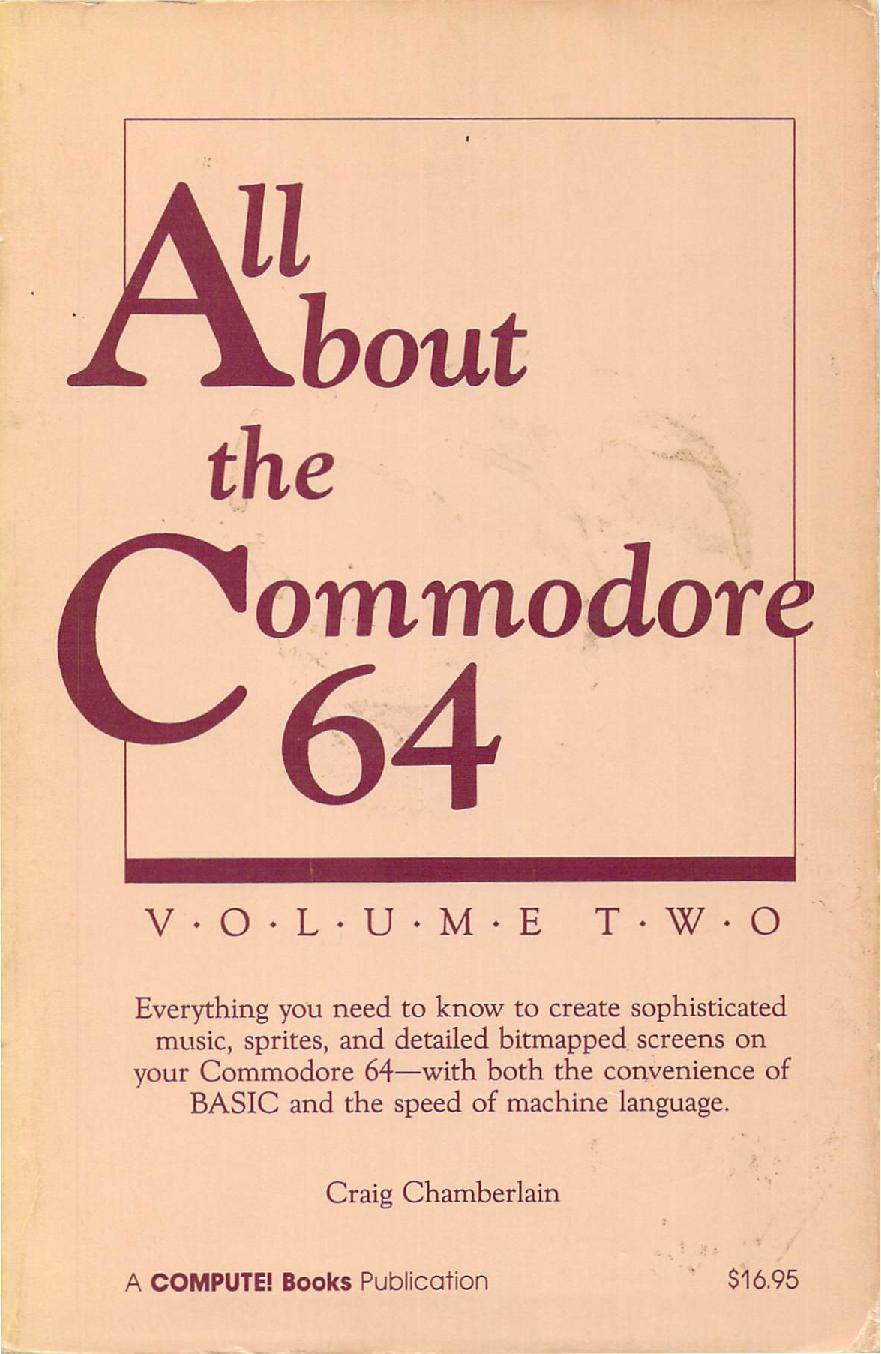 All
About
the
Commodore
64
V·O·L·U·M·E T·W·O
Everything you need to know to create sophisticated
music, sprites, and detailed bitmapped screens on
your Commodore 64—with both the convenience of
BASIC and the speed of machine language.
Craig Chamberlain
A COMPUTE! Books Publication $16.95